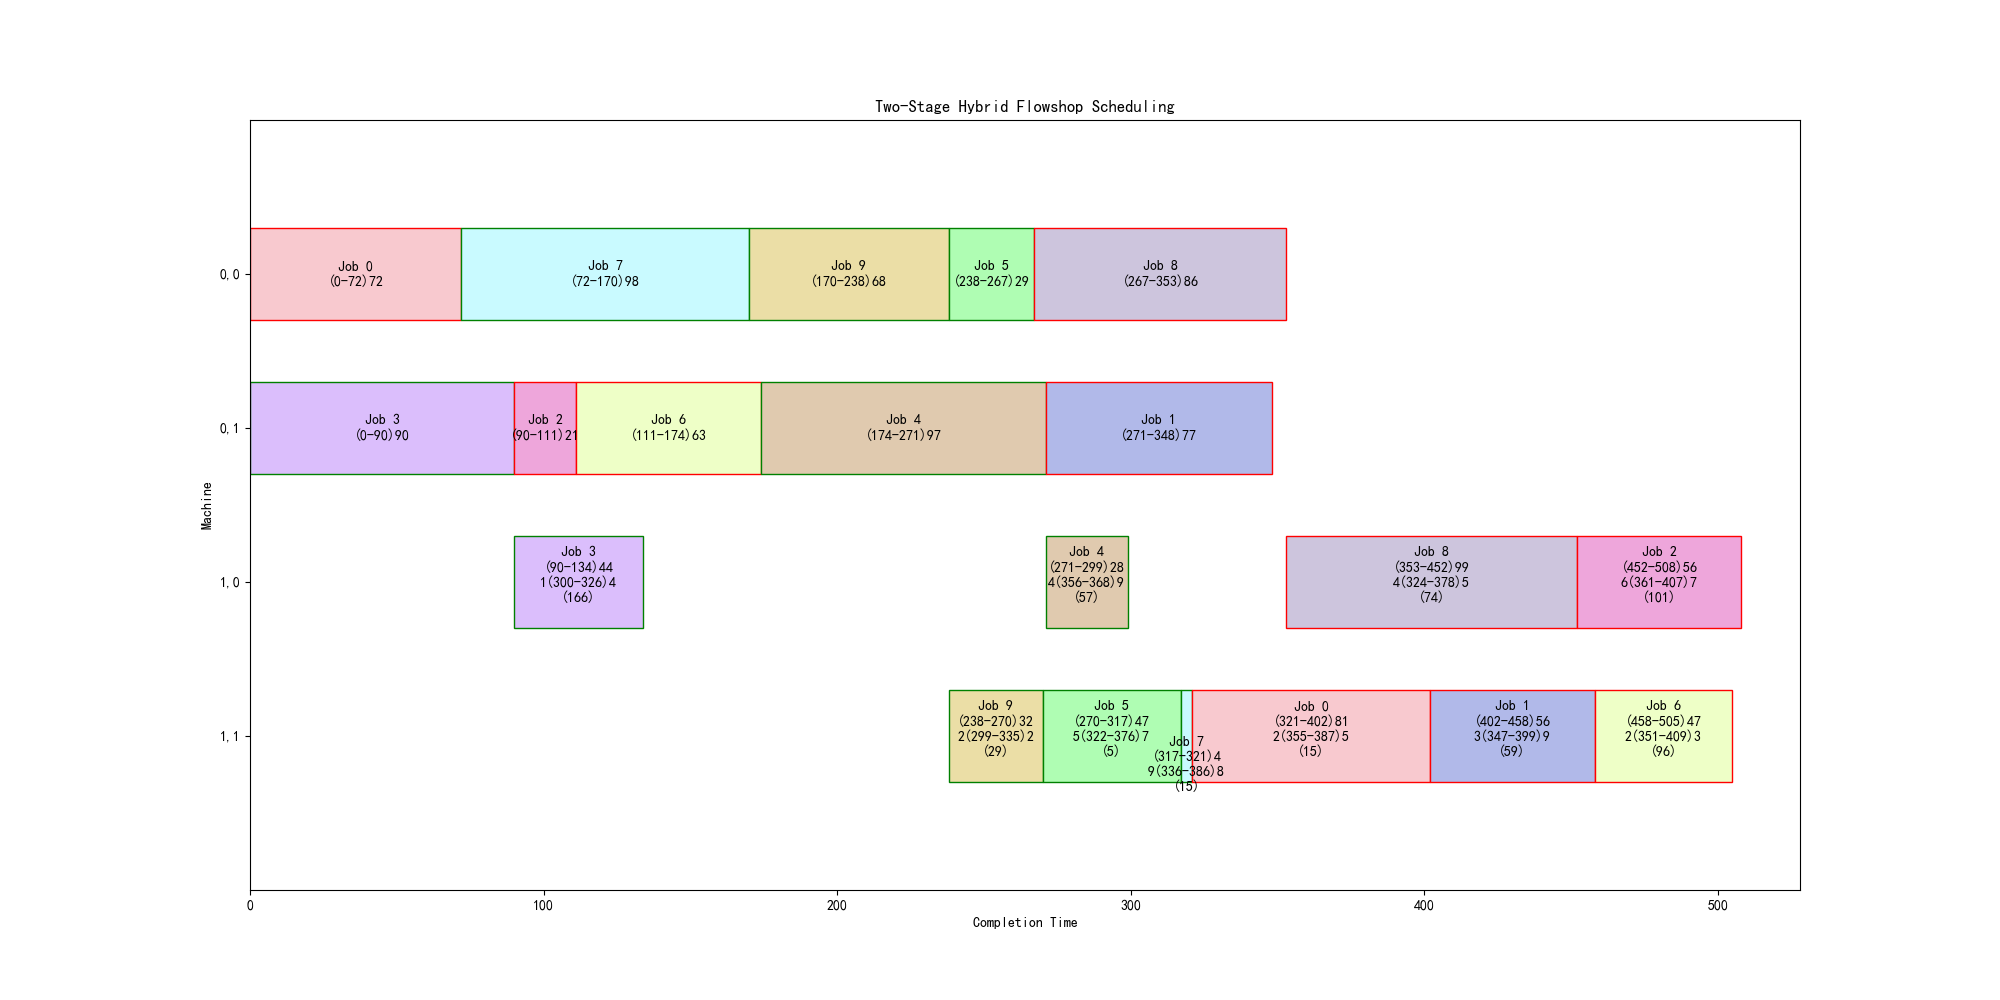 Two-Stage Hybrid Flowshop Scheduling
Machine
0,0
Job 0
(0-72)72
Job 7
(72-170)98
Job 9
(170-238)68
Job 5
(238-267)29
Job 8
(267-353)86
0,1
Job 3
(0-90)90
Job 2
(90-111)21
Job 6
(111-174)63
Job 4
(174-271)97
Job 1
(271-348)77
1,0
Job 3
(90-134)44
1(300-326)4
(166)
Job 4
(271-299)28
4(356-368)9
(57)
Job 8
(353-452)99
4(324-378)5
(74)
Job 2
(452-508)56
6(361-407)7
(101)
1,1
Job 9
(238-270)32
2(299-335)2
(29)
Job 5
(270-317)47
5(322-376)7
(5)
Job 7
(317-321)4
9(336-386)8
(15)
Job 0
(321-402)81
2(355-387)5
(15)
Job 1
(402-458)56
3(347-399)9
(59)
Job 6
(458-505)47
2(351-409)3
(96)
0
100
200
300
400
500
Completion Time